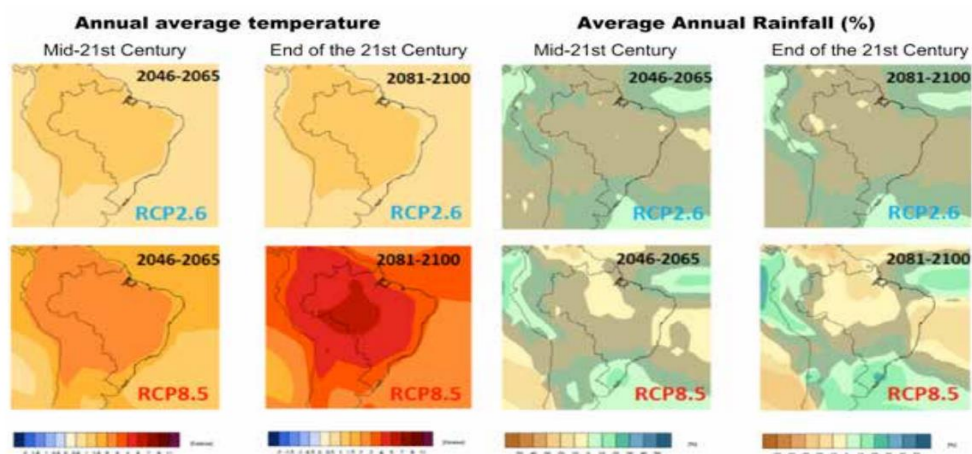 Annual average temperature
Average Annual Rainfall (%)
Mid-21st Century
End of the 21st Century
Mid-21st Century
End of the 21st Century
2046-2065
2081-2100
2046-2065
2081-2100
RCP2.6
RCP2.6
RCP2.6
RCP2.6
2046-2065
2081-2100
2046-2065
2081-2100
RCP8.5
RCP8.5
RCP8.5
RCP8.5